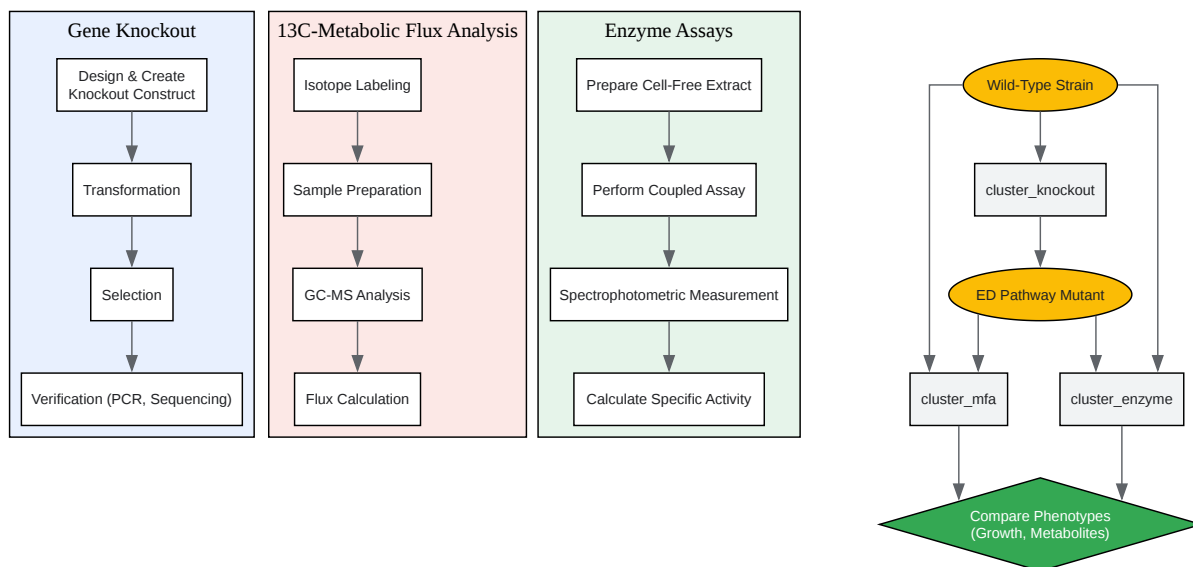 Gene Knockout
Design & Create
Knockout Construct
Transformation
Selection
Verification (PCR, Sequencing)
13C-Metabolic Flux Analysis
Isotope Labeling
Sample Preparation
GC-MS Analysis
Flux Calculation
Enzyme Assays
Prepare Cell-Free Extract
Perform Coupled Assay
Spectrophotometric Measurement
Calculate Specific Activity
Wild-Type Strain
cluster_knockout
ED Pathway Mutant
cluster_mfa
cluster_enzyme
Compare Phenotypes
(Growth, Metabolites)